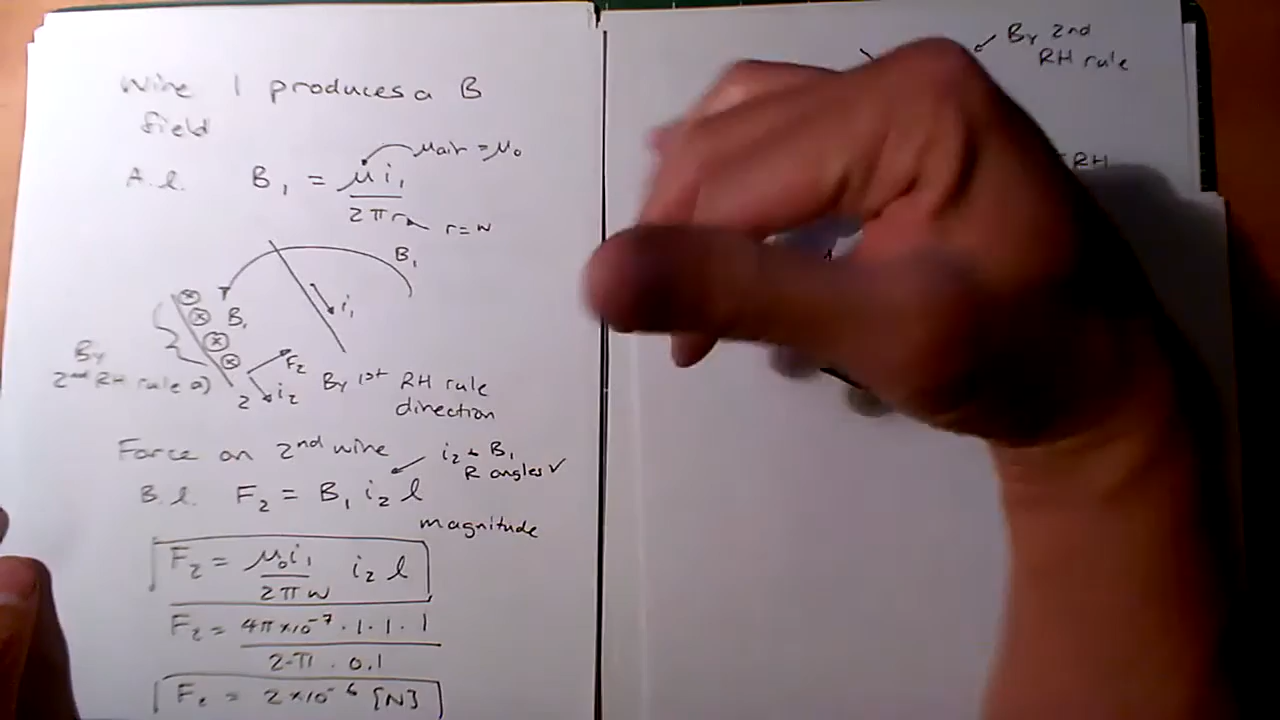 Wire 1 produces a B
field
μair = μ₀
A.l. B₁ = μi₁
2πr
r = w
B₁
i₁
⊗
⊗ B₁
⊗
⊗
By
2nd RH rule a)
F₂
2 i₂
By 1st RH rule
direction
Force on 2nd wire
i₂ & B₁
R angles ✓
B.l. F₂ = B₁ i₂ l
magnitude
F₂ = μ₀i₁ i₂ l
2πw
F₂ = 4π×10⁻⁷ · 1 · 1 · 1
2·π · 0.1
F₂ = 2×10⁻⁶ [N]
By 2nd
RH rule
RH